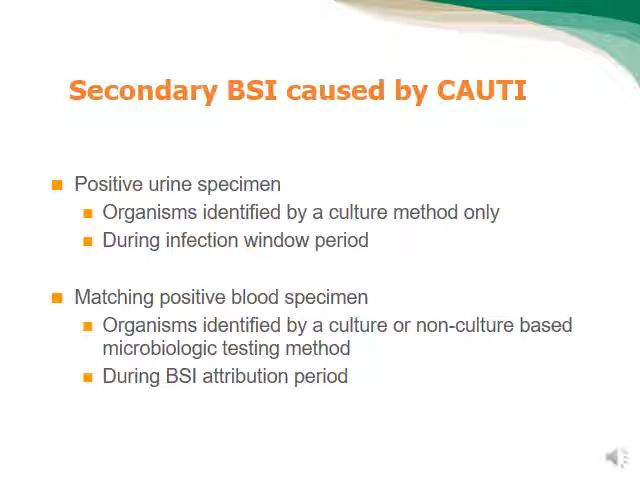 Secondary BSI caused by CAUTI
Positive urine specimen
Organisms identified by a culture method only
During infection window period
Matching positive blood specimen
Organisms identified by a culture or non-culture based
microbiologic testing method
During BSI attribution period